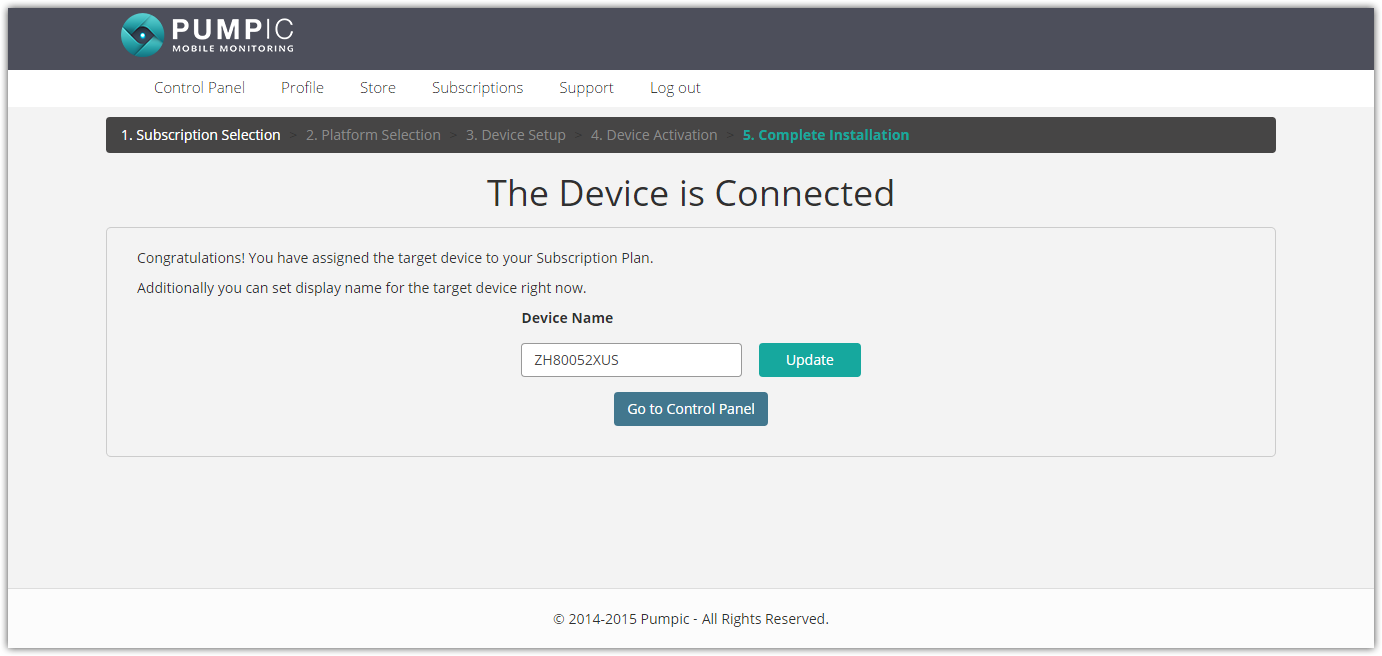 PUMPIC
MOBILE MONITORING
Control Panel Profile Store Subscriptions Support Log out
1. Subscription Selection > 2. Platform Selection > 3. Device Setup > 4. Device Activation > 5. Complete Installation
The Device is Connected
Congratulations! You have assigned the target device to your Subscription Plan.
Additionally you can set display name for the target device right now.
Device Name
ZH80052XUS Update
Go to Control Panel
© 2014-2015 Pumpic - All Rights Reserved.